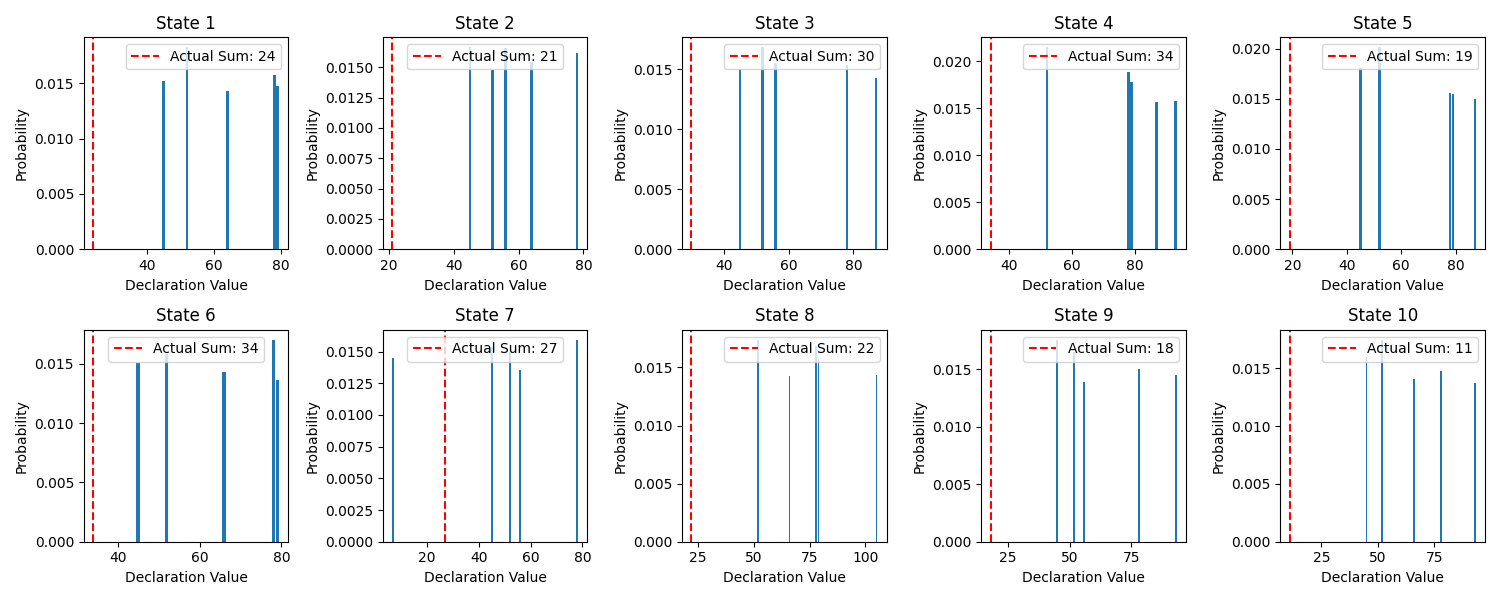 State 1
Actual Sum: 24
Probability
0.015
0.010
0.005
0.000
40 60 80
Declaration Value
State 2
Actual Sum: 21
Probability
0.0150
0.0125
0.0100
0.0075
0.0050
0.0025
0.0000
20 40 60 80
Declaration Value
State 3
Actual Sum: 30
Probability
0.015
0.010
0.005
0.000
40 60 80
Declaration Value
State 4
Actual Sum: 34
Probability
0.020
0.015
0.010
0.005
0.000
40 60 80
Declaration Value
State 5
Actual Sum: 19
Probability
0.020
0.015
0.010
0.005
0.000
20 40 60 80
Declaration Value
State 6
Actual Sum: 34
Probability
0.015
0.010
0.005
0.000
40 60 80
Declaration Value
State 7
Actual Sum: 27
Probability
0.0150
0.0125
0.0100
0.0075
0.0050
0.0025
0.0000
20 40 60 80
Declaration Value
State 8
Actual Sum: 22
Probability
0.015
0.010
0.005
0.000
25 50 75 100
Declaration Value
State 9
Actual Sum: 18
Probability
0.015
0.010
0.005
0.000
25 50 75
Declaration Value
State 10
Actual Sum: 11
Probability
0.015
0.010
0.005
0.000
25 50 75
Declaration Value